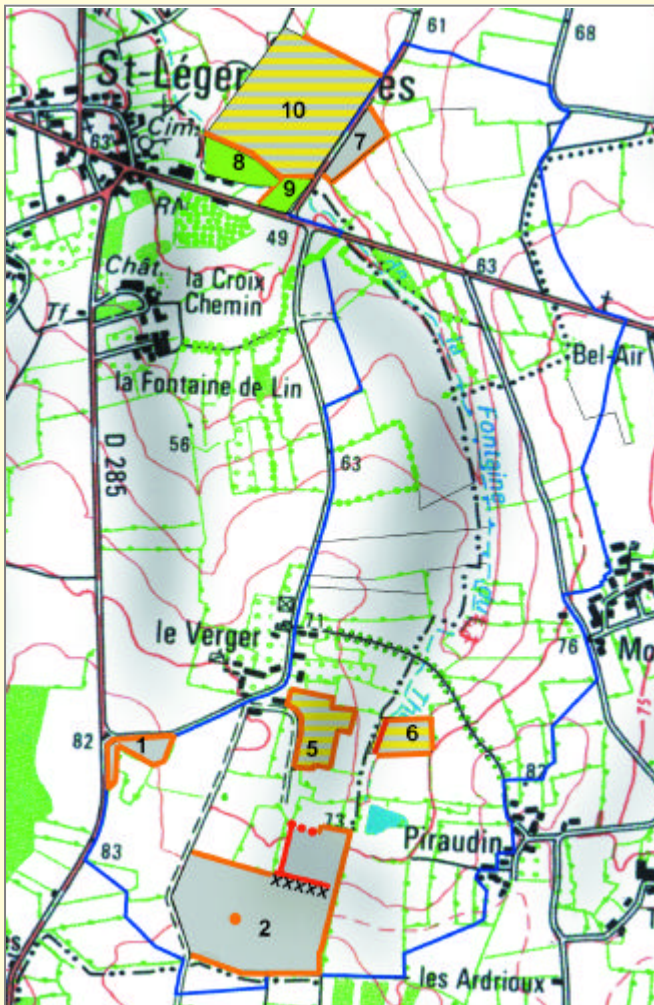 61
68
St-Léger
es
10
7
63
Cim.
8
9
49
63
Chât.
la Croix
Chemin
Tf
Bel-Air
la Fontaine de Lin
Fontaine
56
D 285
63
le Verger
71
76
Mo
75
82
1
5
6
87
73
Piraudin
83
xxxxx
2
les Ardrioux